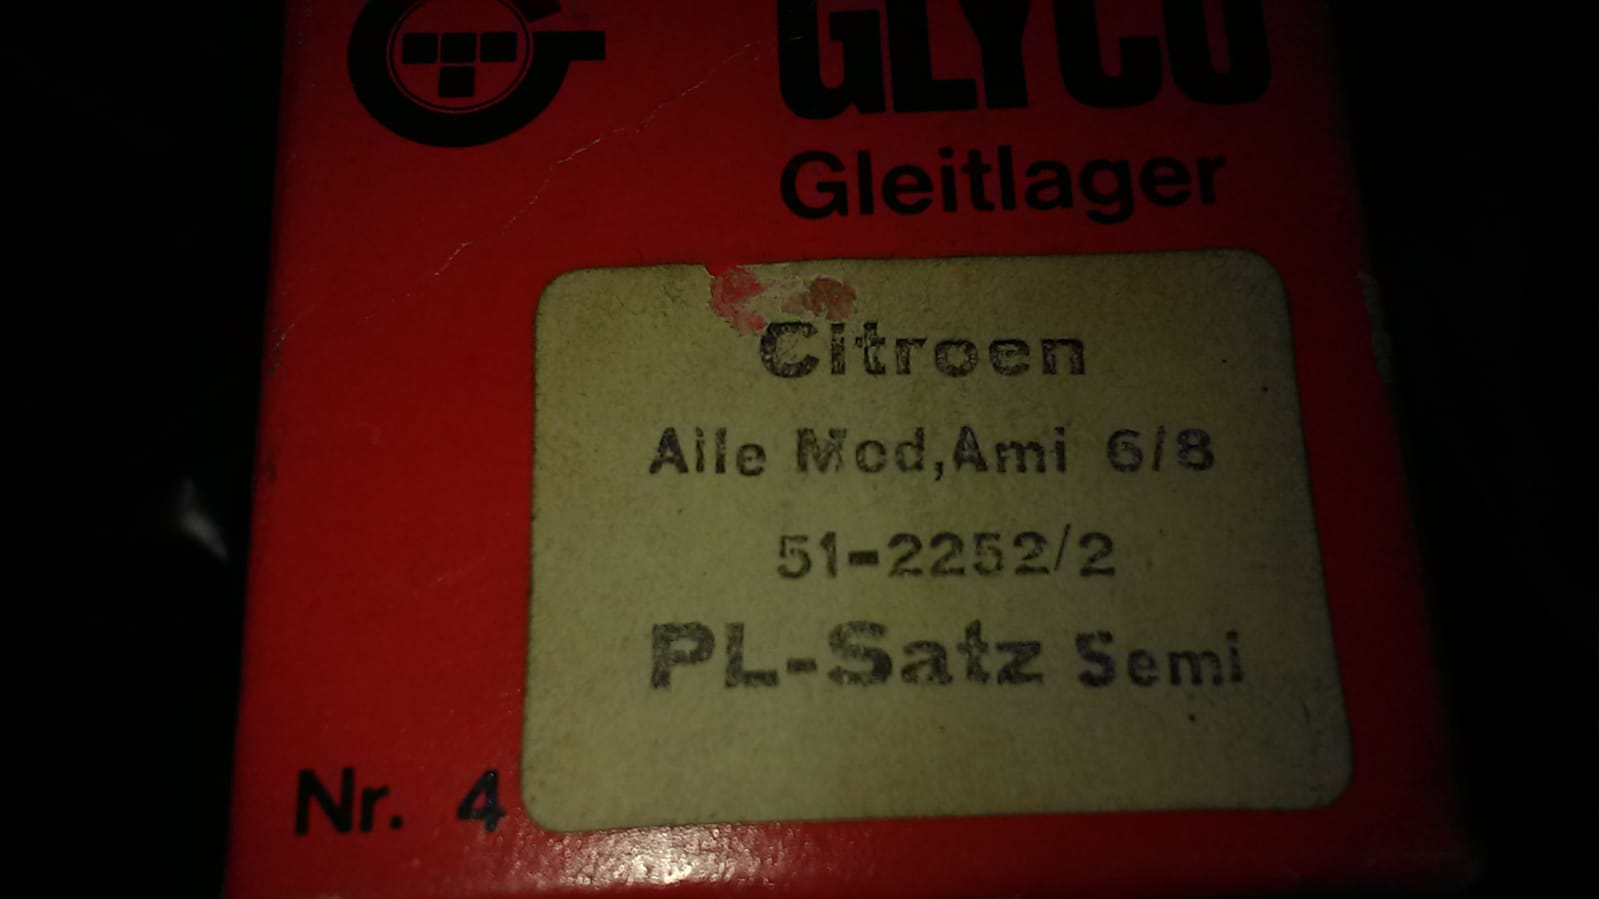 GLYCO
Gleitlager
Citroen
Alle Mod,Ami 6/8
51-2252/2
PL-Satz Semi
Nr. 4